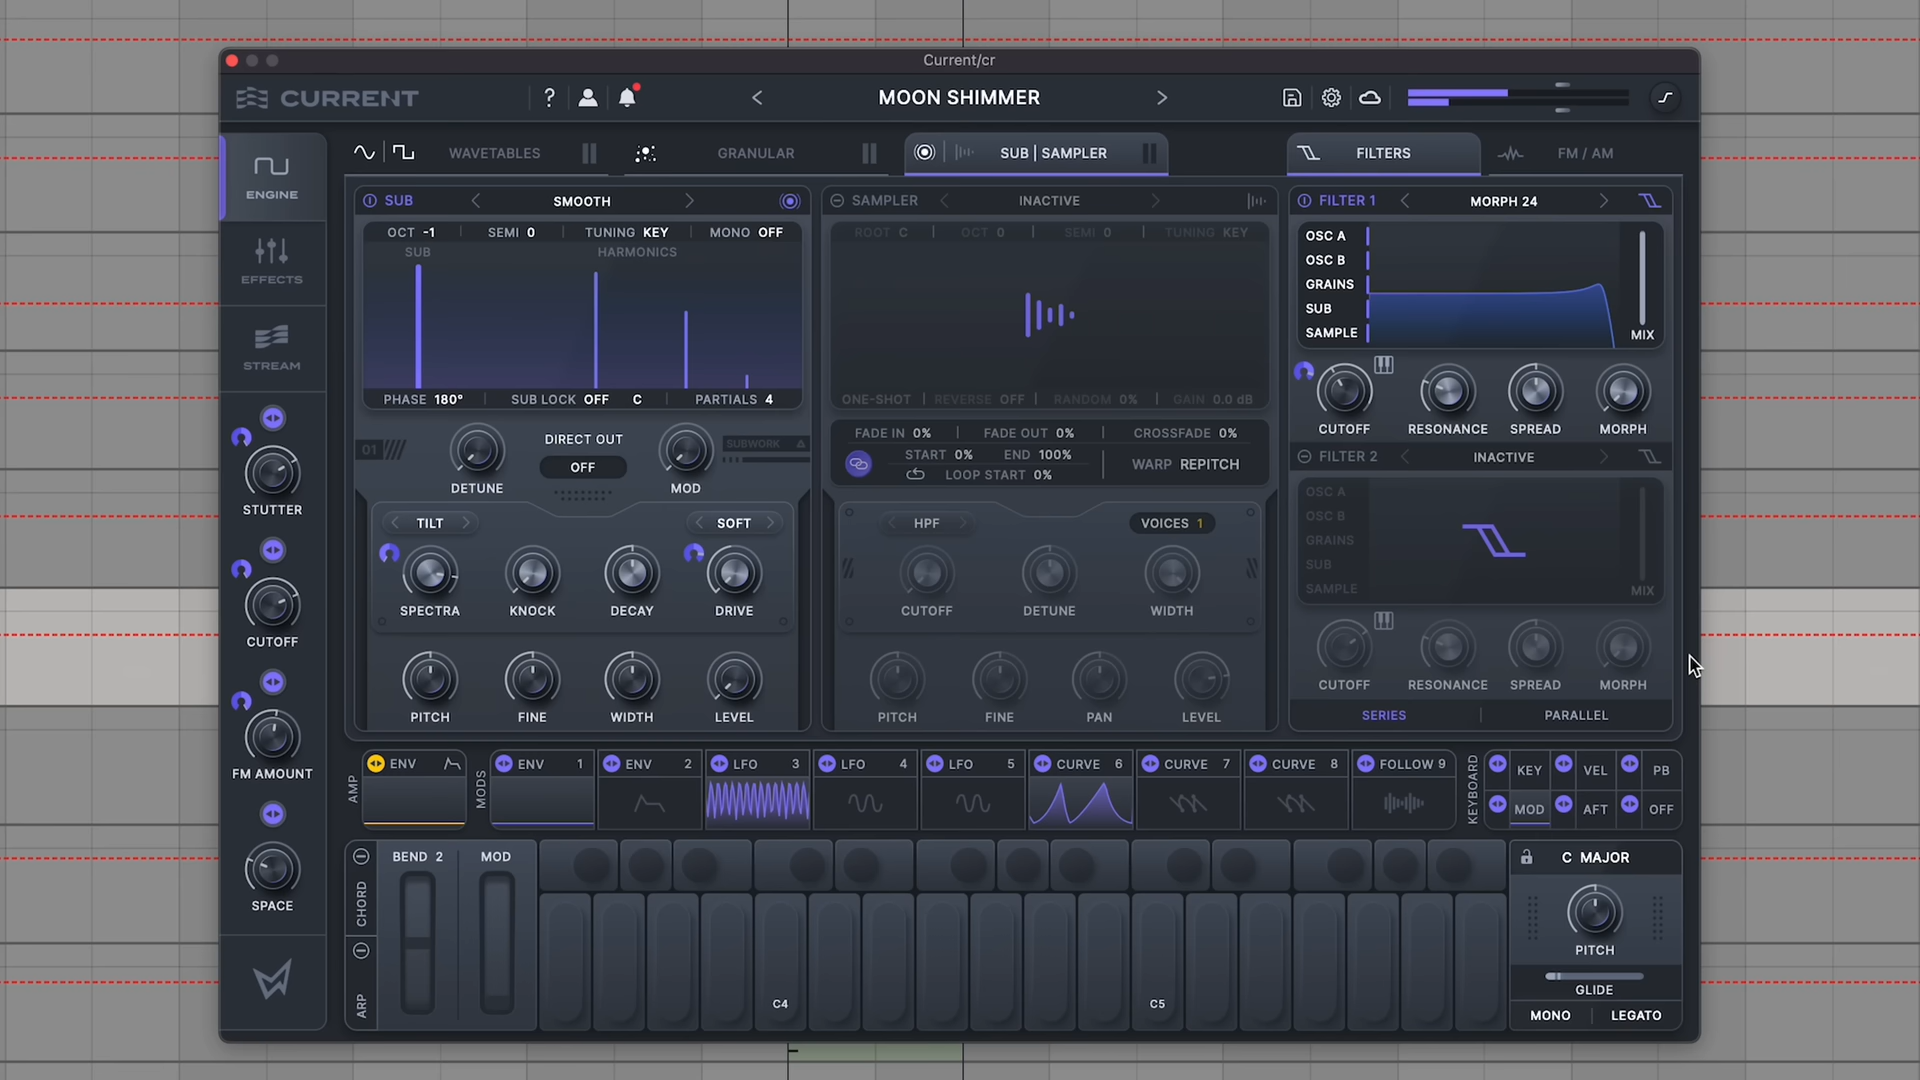 Current/cr
CURRENT
?
MOON SHIMMER
ENGINE
EFFECTS
STREAM
STUTTER
CUTOFF
FM AMOUNT
SPACE
WAVETABLES
GRANULAR
SUB | SAMPLER
FILTERS
FM / AM
SUB
SMOOTH
OCT -1
SEMI 0
TUNING KEY
MONO OFF
SUB
HARMONICS
PHASE 180°
SUB LOCK OFF C
PARTIALS 4
01
DETUNE
DIRECT OUT
OFF
MOD
SUBWORK
TILT
SOFT
SPECTRA
KNOCK
DECAY
DRIVE
PITCH
FINE
WIDTH
LEVEL
SAMPLER
INACTIVE
ROOT C
OCT 0
SEMI 0
TUNING KEY
ONE-SHOT
REVERSE OFF
RANDOM 0%
GAIN 0.0 dB
FADE IN 0%
FADE OUT 0%
CROSSFADE 0%
START 0%
END 100%
LOOP START 0%
WARP REPITCH
HPF
VOICES 1
CUTOFF
DETUNE
WIDTH
PITCH
FINE
PAN
LEVEL
FILTER 1
MORPH 24
OSC A
OSC B
GRAINS
SUB
SAMPLE
MIX
CUTOFF
RESONANCE
SPREAD
MORPH
FILTER 2
INACTIVE
OSC A
OSC B
GRAINS
SUB
SAMPLE
MIX
CUTOFF
RESONANCE
SPREAD
MORPH
SERIES
PARALLEL
AMP
ENV
MODS
ENV 1
ENV 2
LFO 3
LFO 4
LFO 5
CURVE 6
CURVE 7
CURVE 8
FOLLOW 9
KEYBOARD
KEY
VEL
PB
MOD
AFT
OFF
CHORD
ARP
BEND 2
MOD
C4
C5
C MAJOR
PITCH
GLIDE
MONO
LEGATO